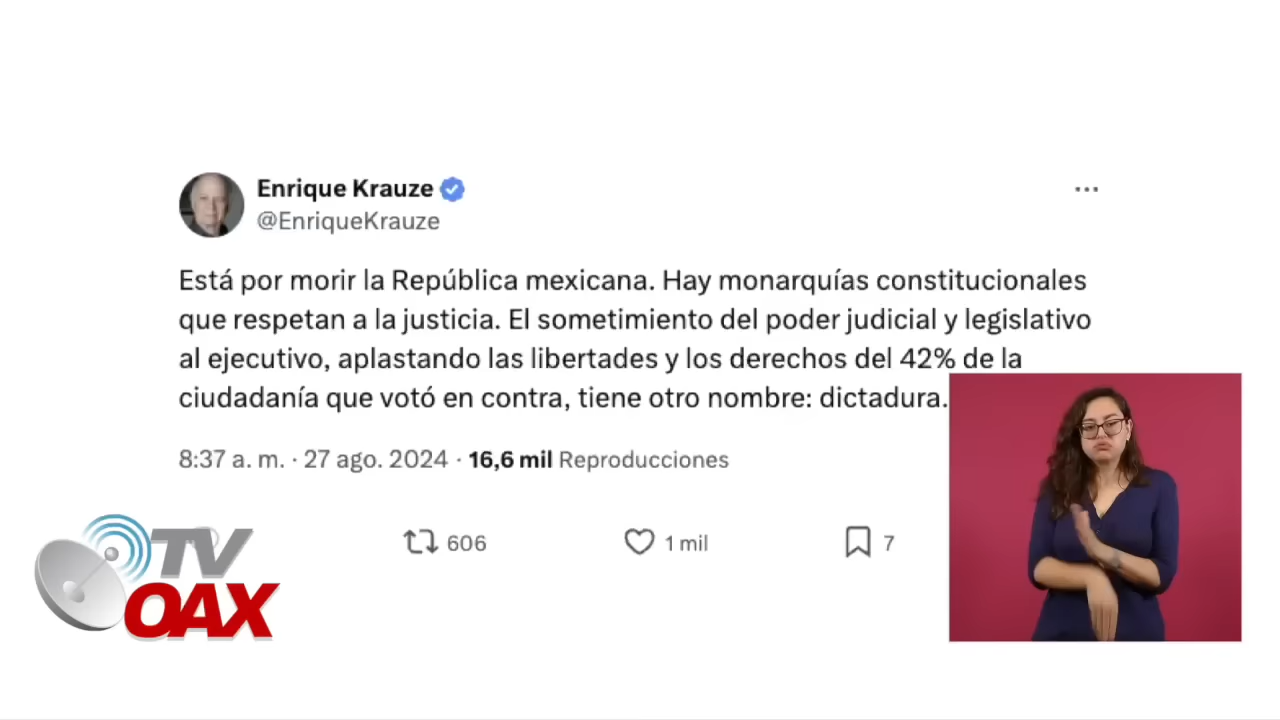 Enrique Krauze
@EnriqueKrauze
Está por morir la República mexicana. Hay monarquías constitucionales
que respetan a la justicia. El sometimiento del poder judicial y legislativo
al ejecutivo, aplastando las libertades y los derechos del 42% de la
ciudadanía que votó en contra, tiene otro nombre: dictadura.
8:37 a. m. · 27 ago. 2024 · 16,6 mil Reproducciones
606 1 mil 7
TV
OAX